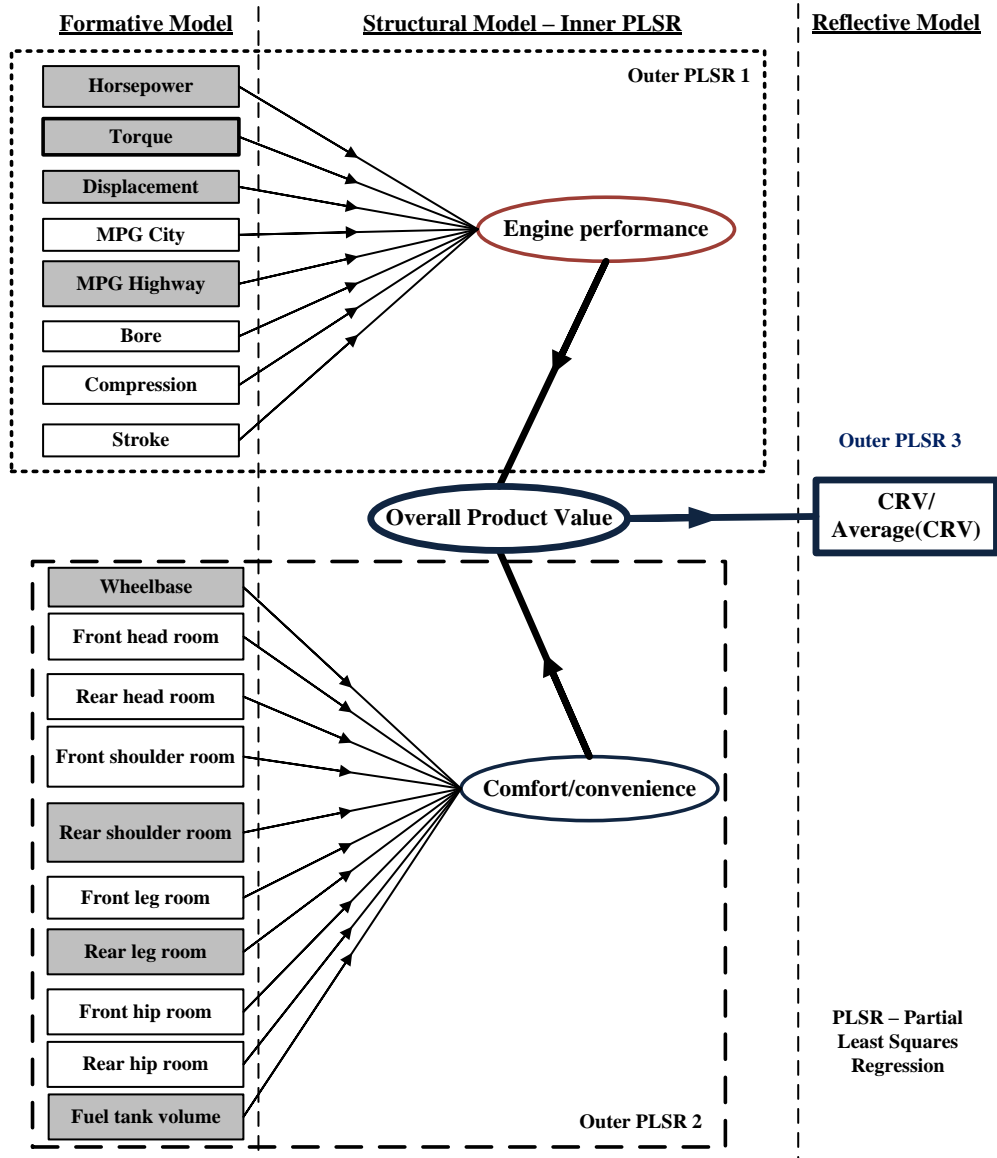 Formative Model
Structural Model – Inner PLSR
Reflective Model
Outer PLSR 1
Horsepower
Torque
Displacement
MPG City
MPG Highway
Bore
Compression
Stroke
Engine performance
Outer PLSR 3
Overall Product Value
CRV/
Average(CRV)
Wheelbase
Front head room
Rear head room
Front shoulder room
Rear shoulder room
Front leg room
Rear leg room
Front hip room
Rear hip room
Fuel tank volume
Comfort/convenience
Outer PLSR 2
PLSR – Partial
Least Squares
Regression